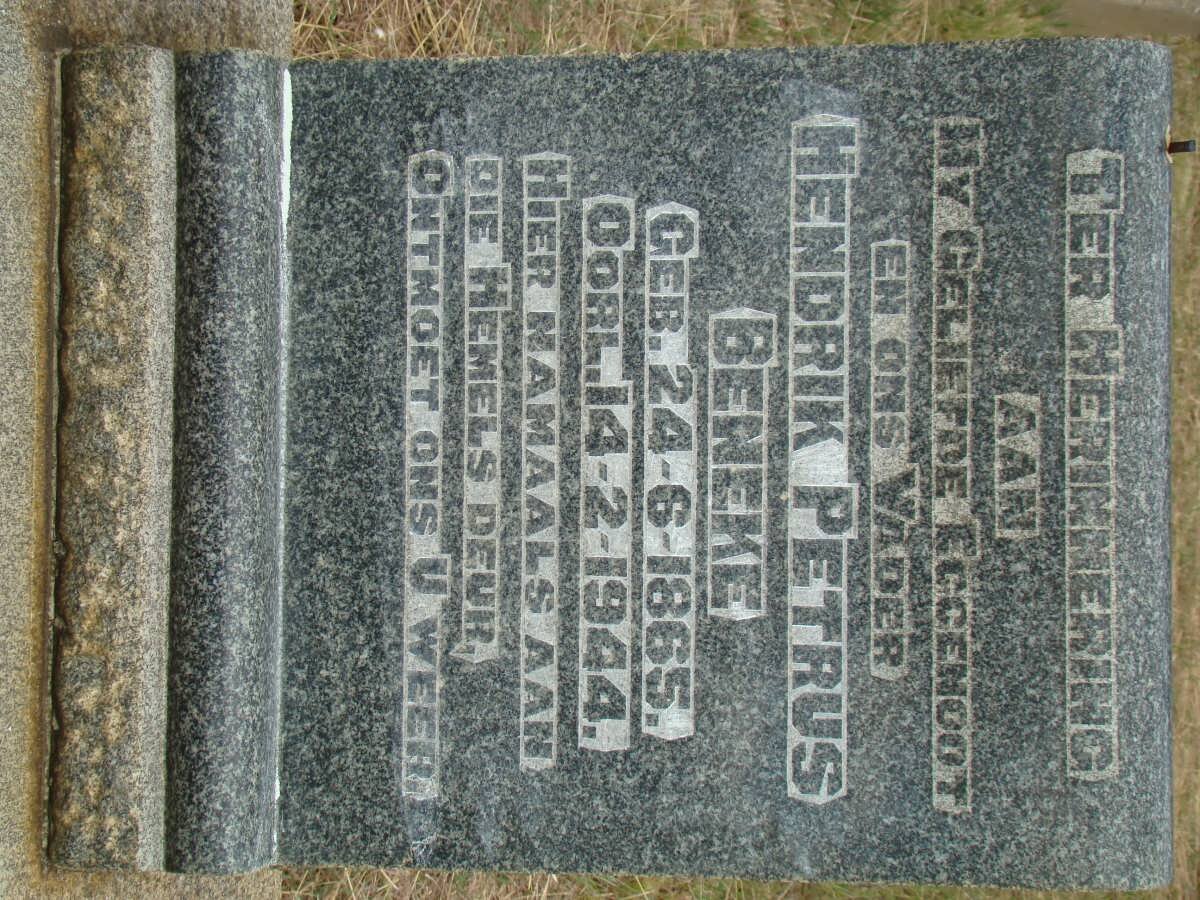 TER HERINNERING
AAN
MY GELIEFDE EGGENOOT
EN ONS VADER
HENDRIK PETRUS
BENEKE
GEB. 24-6-1865.
OORL. 14-2-1944.
HIER NAMAALS AAN
DIE HEMELS DEUR,
ONTMOET ONS U WEER